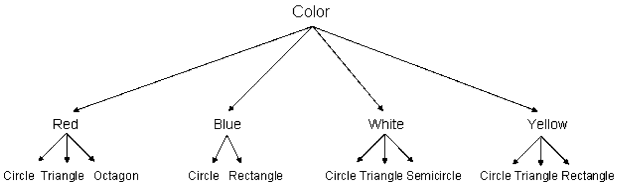 Color
Red Blue White Yellow
Circle Triangle Octagon Circle Rectangle Circle Triangle Semicircle Circle Triangle Rectangle